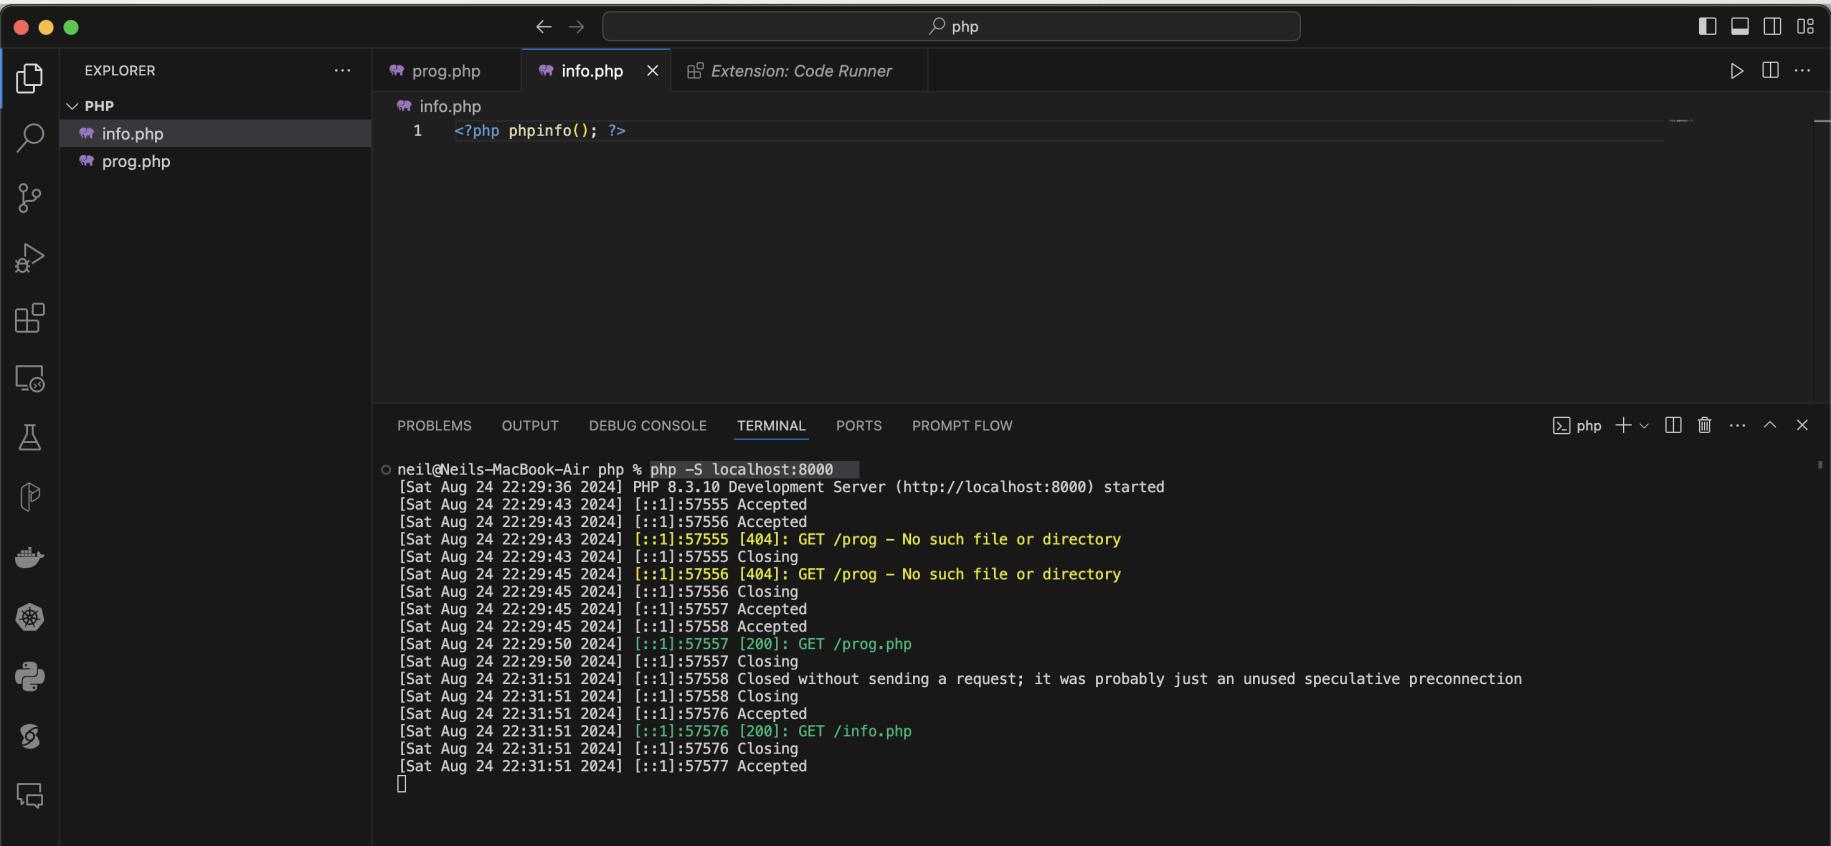 php
EXPLORER
PHP
info.php
prog.php
prog.php
info.php
Extension: Code Runner
info.php
1 <?php phpinfo(); ?>
PROBLEMS OUTPUT DEBUG CONSOLE TERMINAL PORTS PROMPT FLOW
php
neil@Neils-MacBook-Air php % php -S localhost:8000
[Sat Aug 24 22:29:36 2024] PHP 8.3.10 Development Server (http://localhost:8000) started
[Sat Aug 24 22:29:43 2024] [::1]:57555 Accepted
[Sat Aug 24 22:29:43 2024] [::1]:57556 Accepted
[Sat Aug 24 22:29:43 2024] [::1]:57555 [404]: GET /prog - No such file or directory
[Sat Aug 24 22:29:43 2024] [::1]:57555 Closing
[Sat Aug 24 22:29:45 2024] [::1]:57556 [404]: GET /prog - No such file or directory
[Sat Aug 24 22:29:45 2024] [::1]:57556 Closing
[Sat Aug 24 22:29:45 2024] [::1]:57557 Accepted
[Sat Aug 24 22:29:45 2024] [::1]:57558 Accepted
[Sat Aug 24 22:29:50 2024] [::1]:57557 [200]: GET /prog.php
[Sat Aug 24 22:29:50 2024] [::1]:57557 Closing
[Sat Aug 24 22:31:51 2024] [::1]:57558 Closed without sending a request; it was probably just an unused speculative preconnection
[Sat Aug 24 22:31:51 2024] [::1]:57558 Closing
[Sat Aug 24 22:31:51 2024] [::1]:57576 Accepted
[Sat Aug 24 22:31:51 2024] [::1]:57576 [200]: GET /info.php
[Sat Aug 24 22:31:51 2024] [::1]:57576 Closing
[Sat Aug 24 22:31:51 2024] [::1]:57577 Accepted